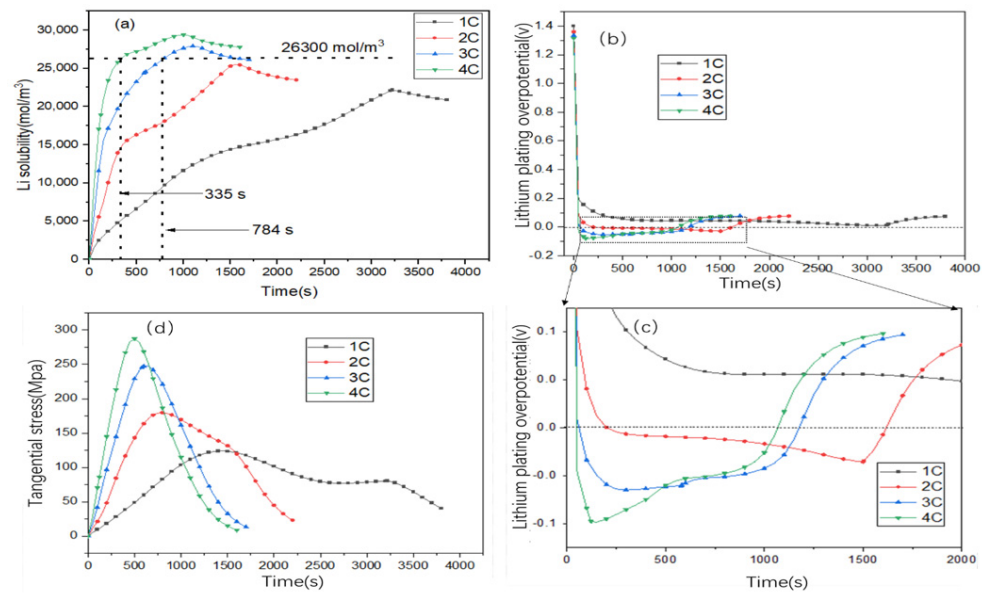 (a)
1C
2C
3C
4C
26300 mol/m³
335 s
784 s
30,000
25,000
20,000
15,000
10,000
5,000
0
Li solubility(mol/m³)
0 500 1000 1500 2000 2500 3000 3500 4000
Time(s)
(b)
1C
2C
3C
4C
1.4
1.2
1.0
0.8
0.6
0.4
0.2
0.0
-0.2
Lithium plating overpotential(v)
0 500 1000 1500 2000 2500 3000 3500 4000
Time(s)
(d)
1C
2C
3C
4C
300
250
200
150
100
50
0
Tangential stress(Mpa)
0 500 1000 1500 2000 2500 3000 3500 4000
Time(s)
(c)
0.1
0.0
0.0
-0.0
-0.1
Lithium plating overpotential(v)
1C
2C
3C
4C
0 500 1000 1500 2000
Time(s)